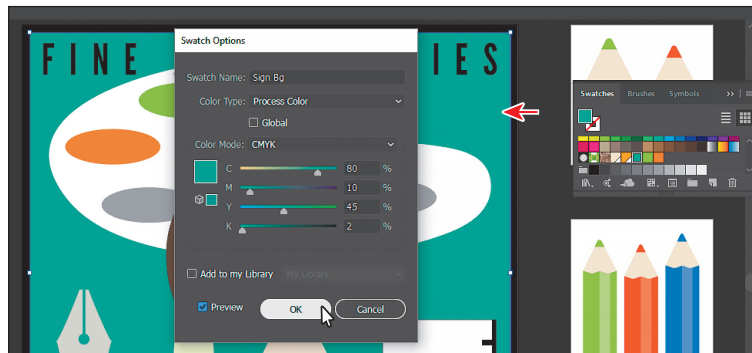 Swatch Options
FINE
IES
Swatch Name: Sign Bg
Color Type: Process Color
Global
Color Mode: CMYK
C 80 %
M 10 %
Y 45 %
K 2 %
Add to my Library My Library
Preview
OK
Cancel
Swatches Brushes Symbols